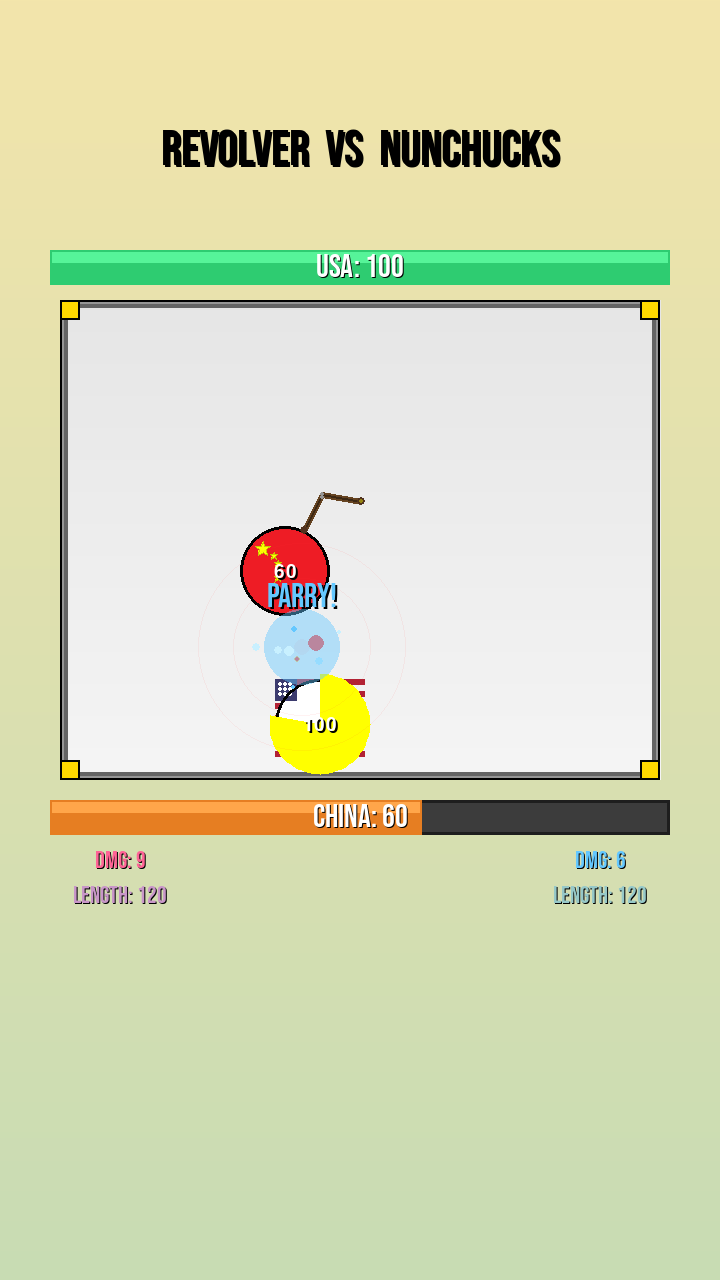 REVOLVER VS NUNCHUCKS
USA: 100
60
PARRY!
100
CHINA: 60
DMG: 9
DMG: 6
LENGTH: 120
LENGTH: 120